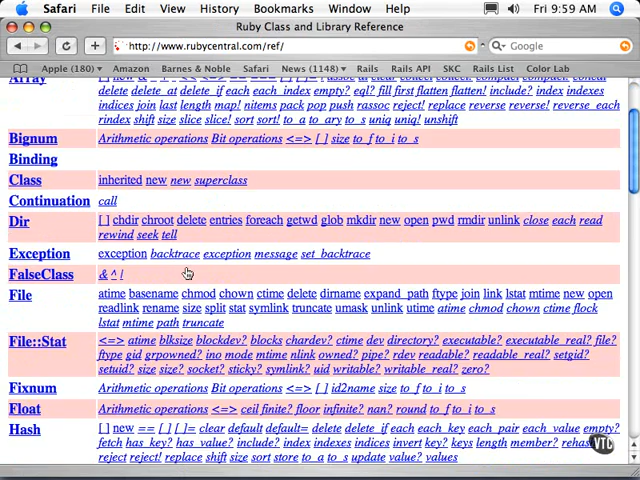 Safari File Edit View History Bookmarks Window Help Fri 9:59 AM
Ruby Class and Library Reference
http://www.rubycentral.com/ref/
Google
Apple (180) Amazon Barnes & Noble Safari News (1148) Rails Rails API SKC Rails List Color Lab
Array
delete delete_at delete_if each each_index empty? eql? fill first flatten flatten! include? index indexes
indices join last length map! nitems pack pop push rassoc reject! replace reverse reverse! reverse_each
rindex shift size slice slice! sort sort! to_a to_ary to_s uniq uniq! unshift
Bignum Arithmetic operations Bit operations <=> [ ] size to_f to_i to_s
Binding
Class inherited new new superclass
Continuation call
Dir [ ] chdir chroot delete entries foreach getwd glob mkdir new open pwd rmdir unlink close each read
rewind seek tell
Exception exception backtrace exception message set_backtrace
FalseClass & ^ |
File atime basename chmod chown ctime delete dirname expand_path ftype join link lstat mtime new open
readlink rename size split stat symlink truncate umask unlink utime atime chmod chown ctime flock
lstat mtime path truncate
File::Stat <=> atime blksize blockdev? blocks chardev? ctime dev directory? executable? executable_real? file?
ftype gid grpowned? ino mode mtime nlink owned? pipe? rdev readable? readable_real? setgid?
setuid? size size? socket? sticky? symlink? uid writable? writable_real? zero?
Fixnum Arithmetic operations Bit operations <=> [ ] id2name size to_f to_i to_s
Float Arithmetic operations <=> ceil finite? floor infinite? nan? round to_f to_i to_s
Hash [ ] new == [ ] [ ]= clear default default= delete delete_if each each_key each_pair each_value empty?
fetch has_key? has_value? include? index indexes indices invert key? keys length member?
reject reject! replace shift size sort store to_a to_s update value? values
VTC